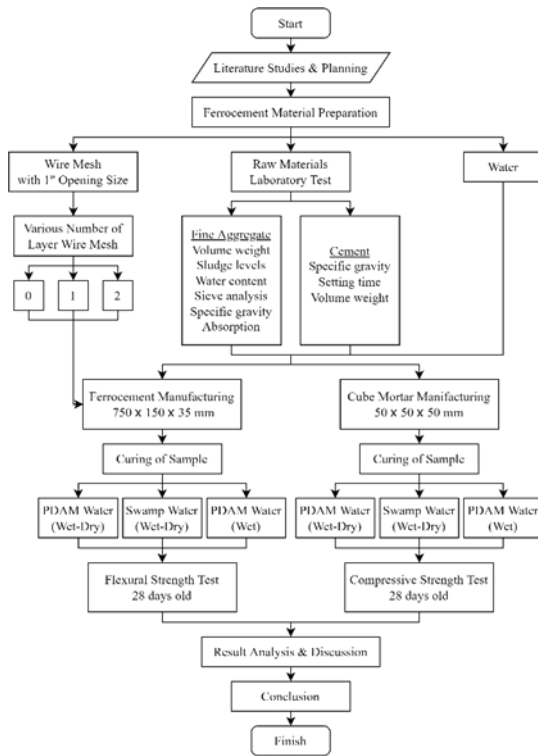 Start
Literature Studies & Planning
Ferrocement Material Preparation
Wire Mesh
with 1" Opening Size
Raw Materials
Laboratory Test
Water
Various Number of
Layer Wire Mesh
0
1
2
Fine Aggregate
Volume weight
Sludge levels
Water content
Sieve analysis
Specific gravity
Absorption
Cement
Specific gravity
Setting time
Volume weight
Ferrocement Manufacturing
750 x 150 x 35 mm
Cube Mortar Manifacturing
50 x 50 x 50 mm
Curing of Sample
Curing of Sample
PDAM Water
(Wet-Dry)
Swamp Water
(Wet-Dry)
PDAM Water
(Wet)
PDAM Water
(Wet-Dry)
Swamp Water
(Wet-Dry)
PDAM Water
(Wet)
Flexural Strength Test
28 days old
Compressive Strength Test
28 days old
Result Analysis & Discussion
Conclusion
Finish